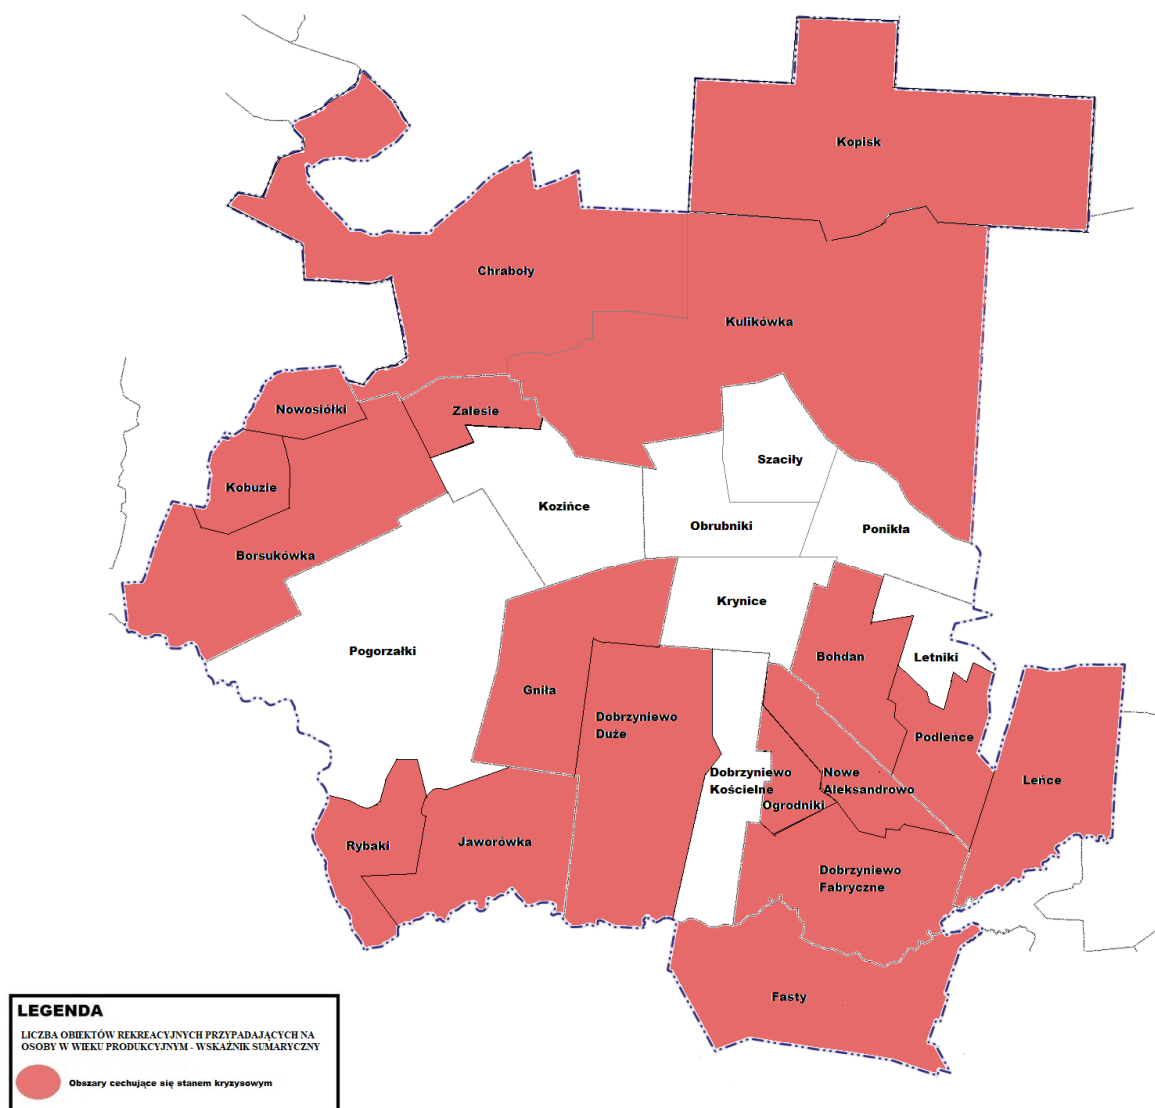 Kopisk
Chraboły
Kulikówka
Nowosiółki
Zalesie
Szaciły
Kobuzie
Kozińce
Obrubniki
Ponikła
Borsukówka
Krynice
Pogorzałki
Bohdan
Letniki
Gniła
Dobrzyniewo
Duże
Podleńce
Dobrzyniewo
Kościelne
Nowe
Aleksandrowo
Leńce
Ogrodniki
Rybaki
Jaworówka
Dobrzyniewo
Fabryczne
Fasty
LEGENDA
LICZBA OBIEKTÓW REKREACYJNYCH PRZYPADAJĄCYCH NA
OSOBY W WIEKU PRODUKCYJNYM - WSKAŹNIK SUMARYCZNY
Obszary cechujące się stanem kryzysowym